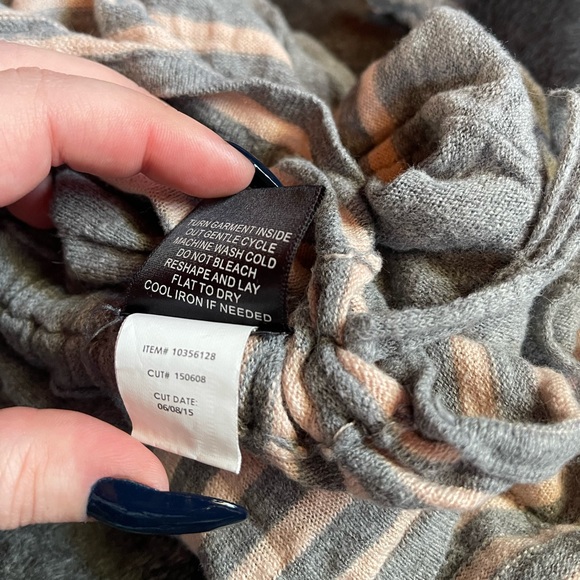 TURN GARMENT INSIDE
OUT GENTLE CYCLE
MACHINE WASH COLD
DO NOT BLEACH
RESHAPE AND LAY
FLAT TO DRY
COOL IRON IF NEEDED
ITEM# 10356128
CUT# 150608
CUT DATE:
06/08/15